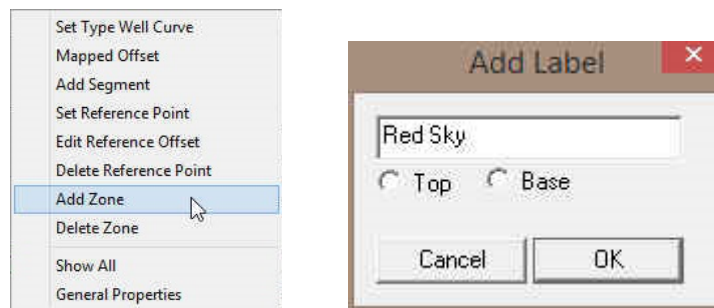 Set Type Well Curve
Mapped Offset
Add Segment
Set Reference Point
Edit Reference Offset
Delete Reference Point
Add Zone
Delete Zone
Show All
General Properties
Add Label
Red Sky
Top Base
Cancel OK